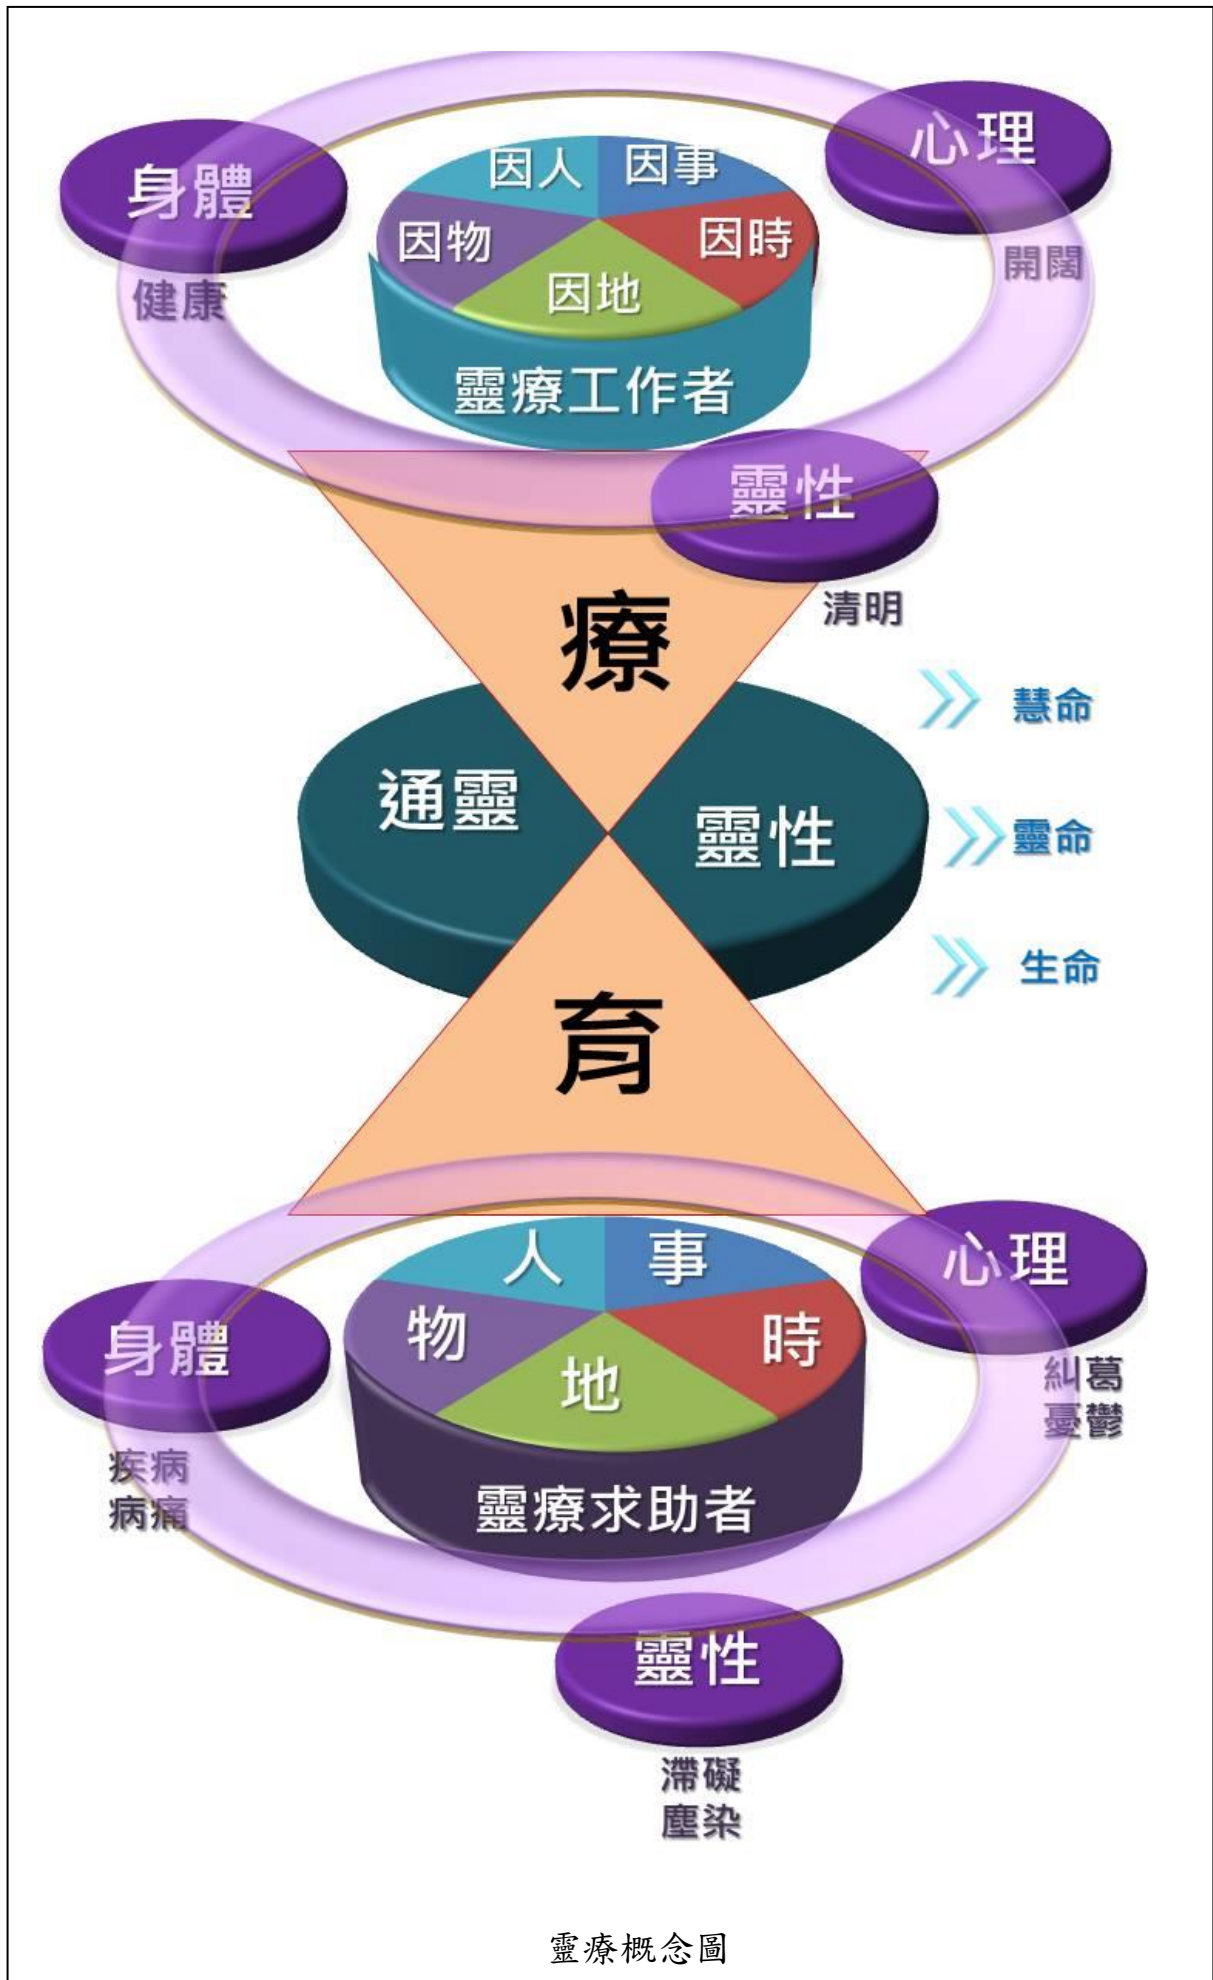 身體
健康
心理
開闊
因人
因事
因物
因時
因地
靈療工作者
靈性
清明
療
通靈
靈性
慧命
靈命
生命
育
人
事
物
時
地
靈療求助者
身體
疾病
病痛
心理
糾葛
憂鬱
靈性
滯礙
塵染
靈療概念圖